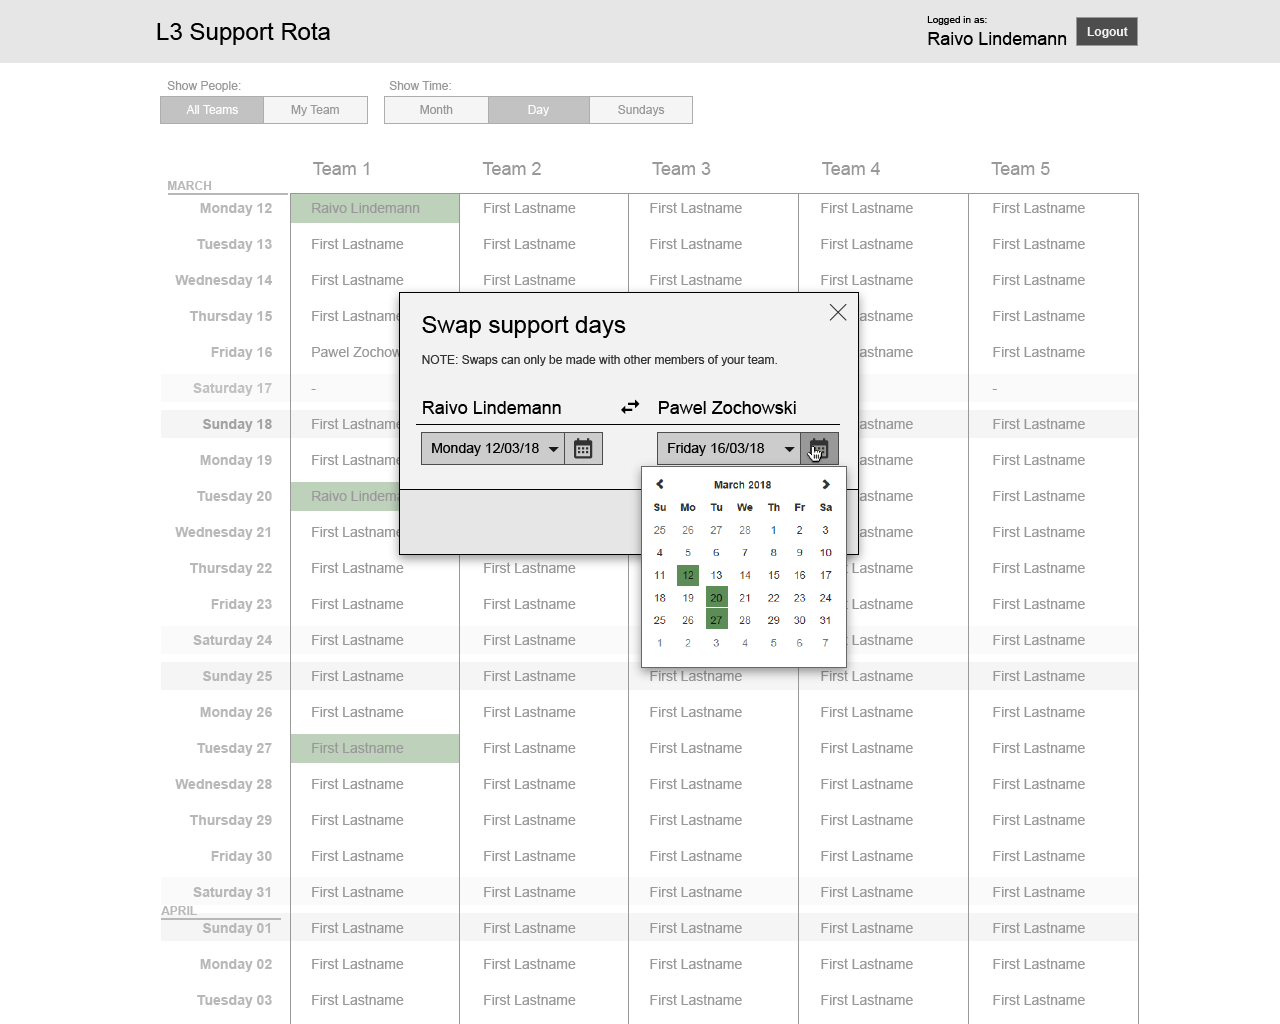 L3 Support Rota
Logged in as:
Raivo Lindemann
Logout
Show People:
Show Time:
All Teams
My Team
Month
Day
Sundays
Team 1 Team 2 Team 3 Team 4 Team 5
MARCH
Monday 12 Raivo Lindemann First Lastname First Lastname First Lastname First Lastname
Tuesday 13 First Lastname First Lastname First Lastname First Lastname First Lastname
Wednesday 14 First Lastname First Lastname First Lastname First Lastname First Lastname
Thursday 15 First Lastname astname First Lastname
Friday 16 Pawel Zochow astname First Lastname
Saturday 17 - -
Sunday 18 First Lastname astname First Lastname
Monday 19 First Lastname astname First Lastname
Tuesday 20 Raivo Lindema astname First Lastname
Wednesday 21 First Lastname astname First Lastname
Thursday 22 First Lastname First Lastname Lastname First Lastname
Friday 23 First Lastname First Lastname Lastname First Lastname
Saturday 24 First Lastname First Lastname Lastname First Lastname
Sunday 25 First Lastname First Lastname First Lastname First Lastname First Lastname
Monday 26 First Lastname First Lastname First Lastname First Lastname First Lastname
Tuesday 27 First Lastname First Lastname First Lastname First Lastname First Lastname
Wednesday 28 First Lastname First Lastname First Lastname First Lastname First Lastname
Thursday 29 First Lastname First Lastname First Lastname First Lastname First Lastname
Friday 30 First Lastname First Lastname First Lastname First Lastname First Lastname
Saturday 31 First Lastname First Lastname First Lastname First Lastname First Lastname
APRIL
Sunday 01 First Lastname First Lastname First Lastname First Lastname First Lastname
Monday 02 First Lastname First Lastname First Lastname First Lastname First Lastname
Tuesday 03 First Lastname First Lastname First Lastname First Lastname First Lastname
Swap support days
NOTE: Swaps can only be made with other members of your team.
Raivo Lindemann Pawel Zochowski
Monday 12/03/18 Friday 16/03/18
March 2018
Su Mo Tu We Th Fr Sa
25 26 27 28 1 2 3
4 5 6 7 8 9 10
11 12 13 14 15 16 17
18 19 20 21 22 23 24
25 26 27 28 29 30 31
1 2 3 4 5 6 7